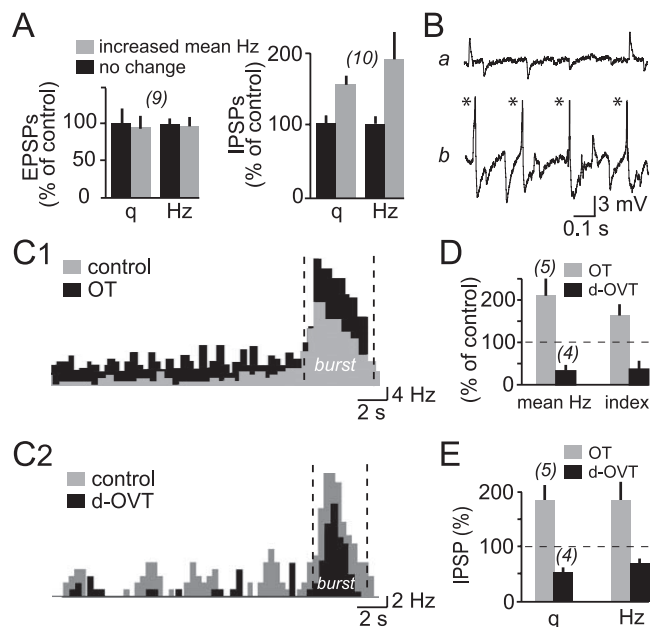 A
increased mean Hz
no change
(9)
EPSPs
(% of control)
100
50
0
q Hz
(10)
IPSPs
(% of control)
200
100
0
q Hz
B
a
* * * *
b
3 mV
0.1 s
C1
control
OT
burst
4 Hz
2 s
D
OT
d-OVT
(5)
(4)
(% of control)
200
100
0
mean Hz index
C2
control
d-OVT
burst
2 Hz
2 s
E
OT
d-OVT
(5)
(4)
IPSP (%)
200
100
0
q Hz